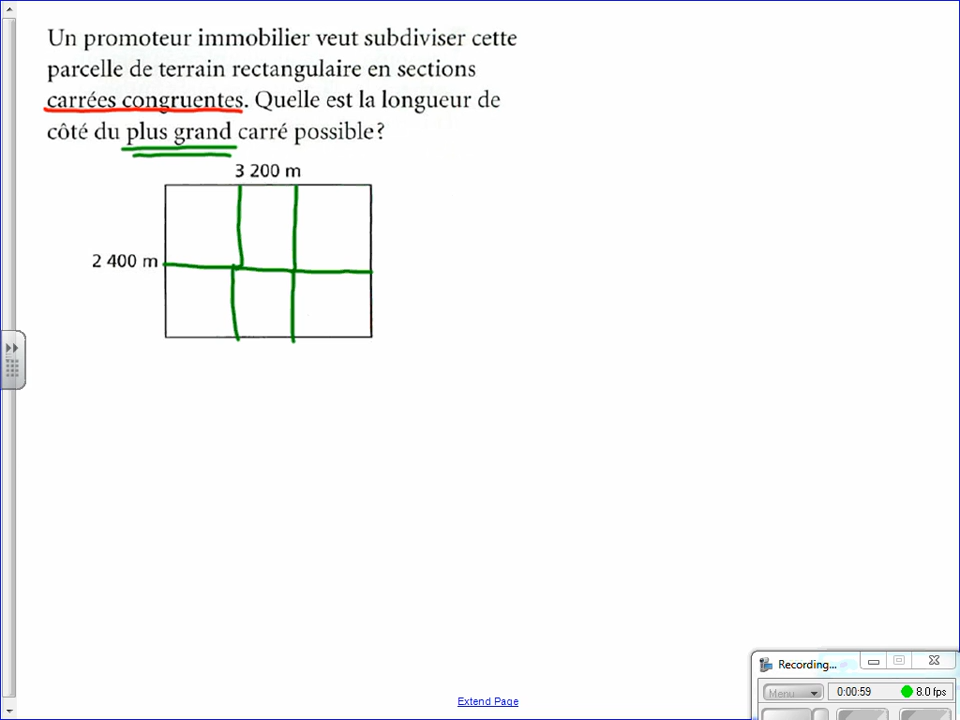 Un promoteur immobilier veut subdiviser cette
parcelle de terrain rectangulaire en sections
carrées congruentes. Quelle est la longueur de
côté du plus grand carré possible?
3 200 m
2 400 m
Recording...
Menu
0:00:59
8.0 fps
Extend Page